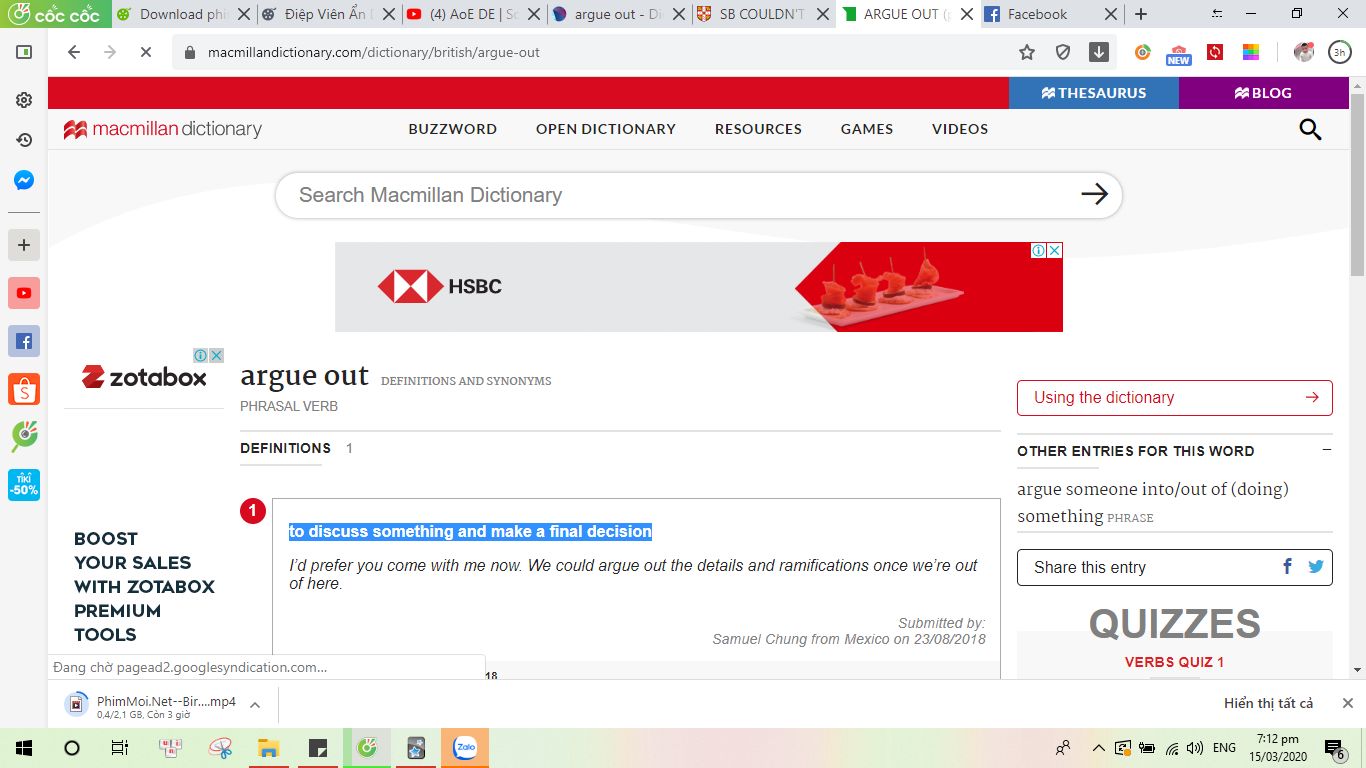 CỐC CỐC
Download phi
Điệp Viên Ẩn
(4) AoE DE | Sc
argue out - Di
SB COULDN'T
ARGUE OUT (p
Facebook
macmillandictionary.com/dictionary/british/argue-out
NEW
3h
THESAURUS
BLOG
macmillan dictionary
BUZZWORD
OPEN DICTIONARY
RESOURCES
GAMES
VIDEOS
Search Macmillan Dictionary
HSBC
zotabox
argue out DEFINITIONS AND SYNONYMS
PHRASAL VERB
DEFINITIONS 1
1
to discuss something and make a final decision
I’d prefer you come with me now. We could argue out the details and ramifications once we’re out
of here.
Submitted by:
Samuel Chung from Mexico on 23/08/2018
18
BOOST
YOUR SALES
WITH ZOTABOX
PREMIUM
TOOLS
Using the dictionary
OTHER ENTRIES FOR THIS WORD
argue someone into/out of (doing)
something PHRASE
Share this entry
QUIZZES
VERBS QUIZ 1
TIKI
-50%
Đang chờ pagead2.googlesyndication.com...
PhimMoi.Net--Bir....mp4
0,4/2,1 GB, Còn 3 giờ
Hiển thị tất cả
Zalo
ENG
7:12 pm
15/03/2020
6